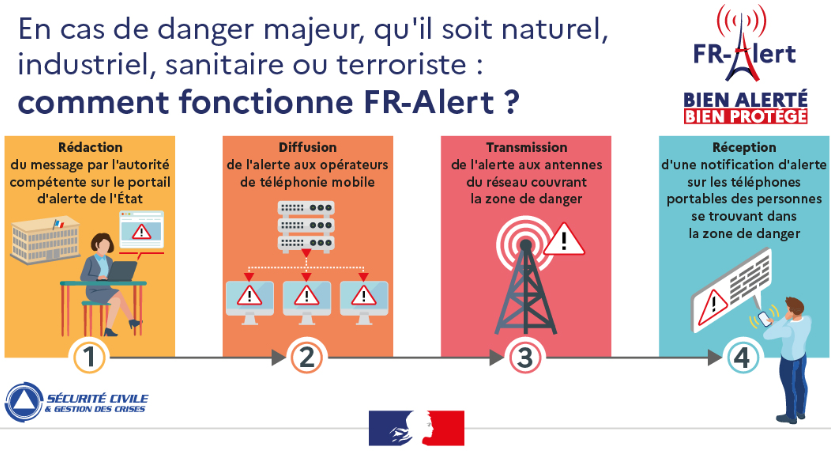 En cas de danger majeur, qu'il soit naturel,
industriel, sanitaire ou terroriste :
comment fonctionne FR-Alert ?
FR-Alert
BIEN ALERTÉ
BIEN PROTÉGÉ
Rédaction
du message par l'autorité
compétente sur le portail
d'alerte de l'État
1
Diffusion
de l'alerte aux opérateurs
de téléphonie mobile
2
Transmission
de l'alerte aux antennes
du réseau couvrant
la zone de danger
3
Réception
d'une notification d'alerte
sur les téléphones
portables des personnes
se trouvant dans
la zone de danger
4
SÉCURITÉ CIVILE
& GESTION DES CRISES